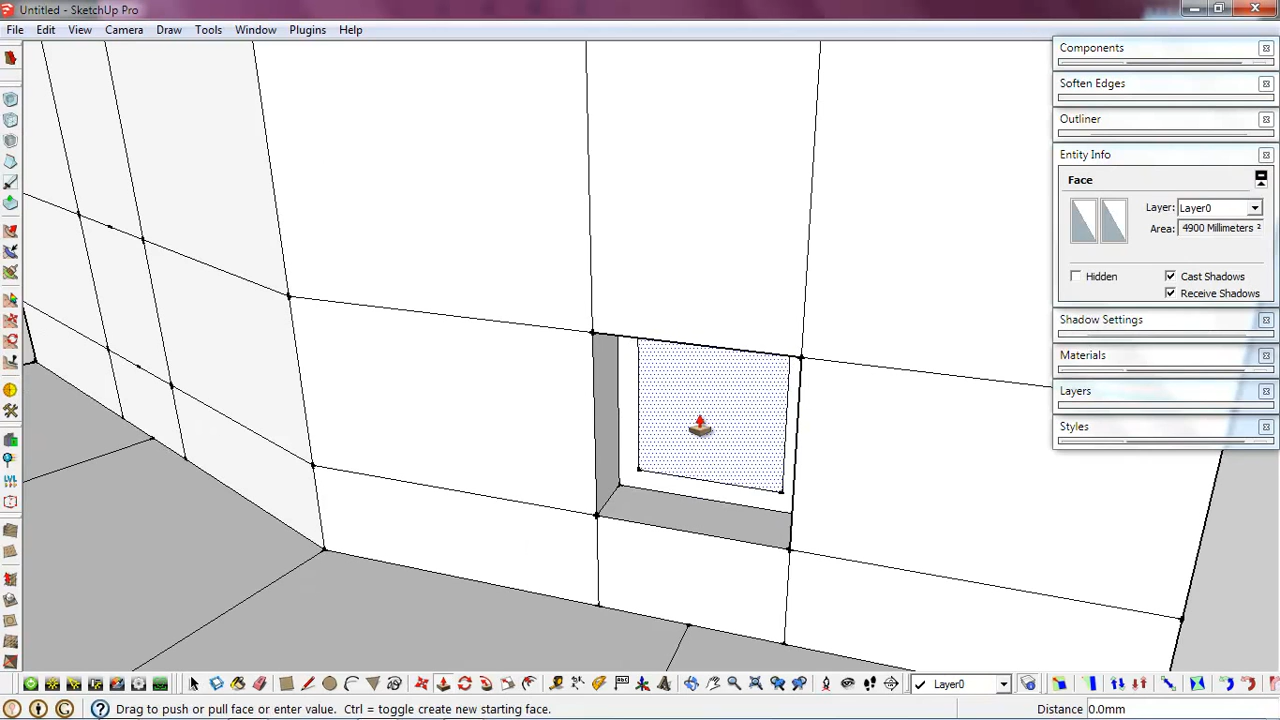 Untitled - SketchUp Pro
File Edit View Camera Draw Tools Window Plugins Help
Components
Soften Edges
Outliner
Entity Info
Face
Layer: Layer0
Area: 4900 Millimeters ²
Hidden Cast Shadows
Receive Shadows
Shadow Settings
Materials
Layers
Styles
LVL
Layer0
Drag to push or pull face or enter value. Ctrl = toggle create new starting face. Distance 0.0mm